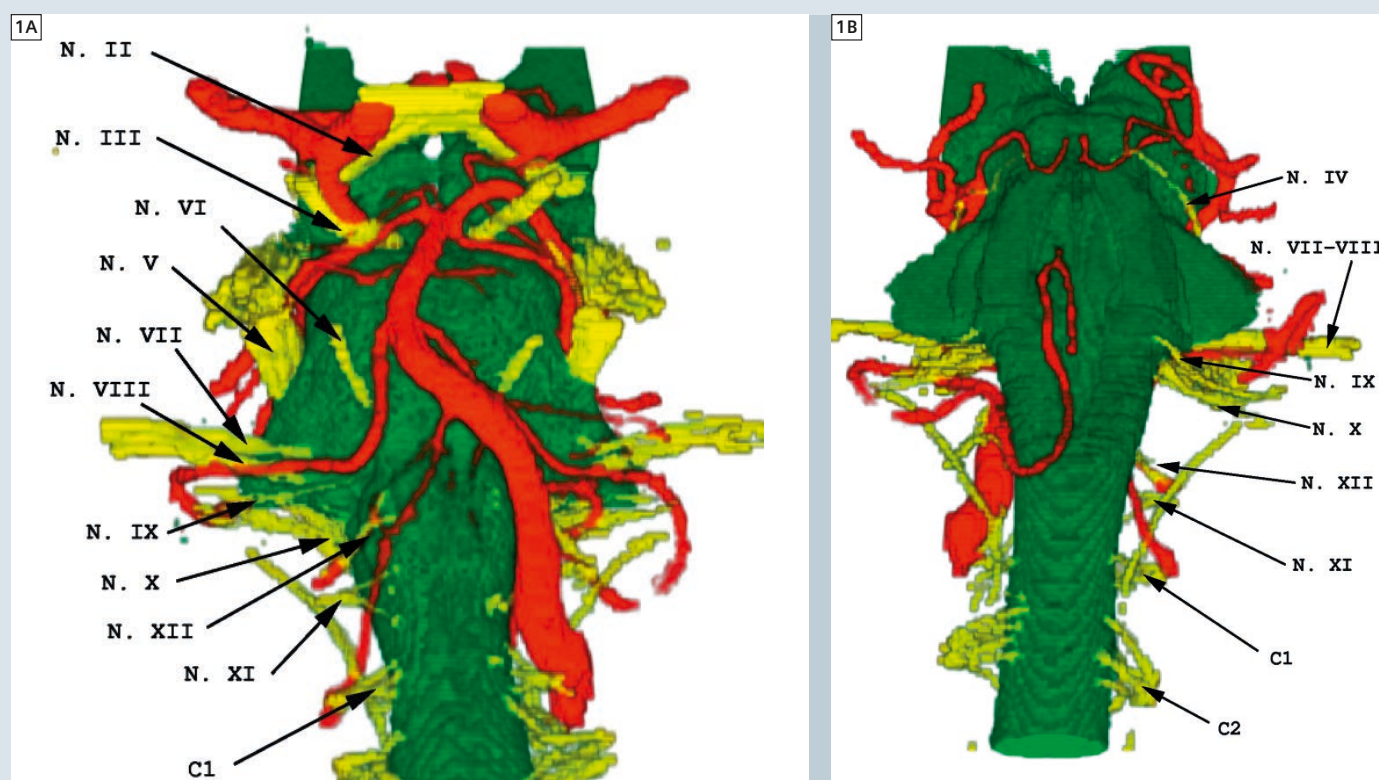 1A
N. II
N. III
N. VI
N. V
N. VII
N. VIII
N. IX
N. X
N. XII
N. XI
C1
1B
N. IV
N. VII–VIII
N. IX
N. X
N. XII
N. XI
C1
C2